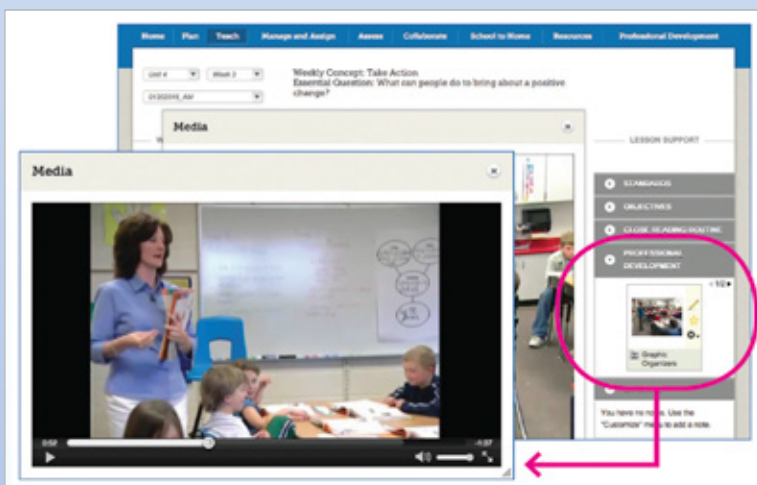 Home Plan Teach Manage and Assign Assess Collaborate School to Home Resources Professional Development
Unit 4 Week 3
Weekly Concept: Take Action
Essential Question: What can people do to bring about a positive
change?
Media
LESSON SUPPORT
Media
STANDARDS
OBJECTIVES
CLOSE READING ROUTINE
PROFESSIONAL
DEVELOPMENT
1/2
Graphic
Organizers
You have no notes. Use the
"Customize" menu to add a note.
0:52
-1:37